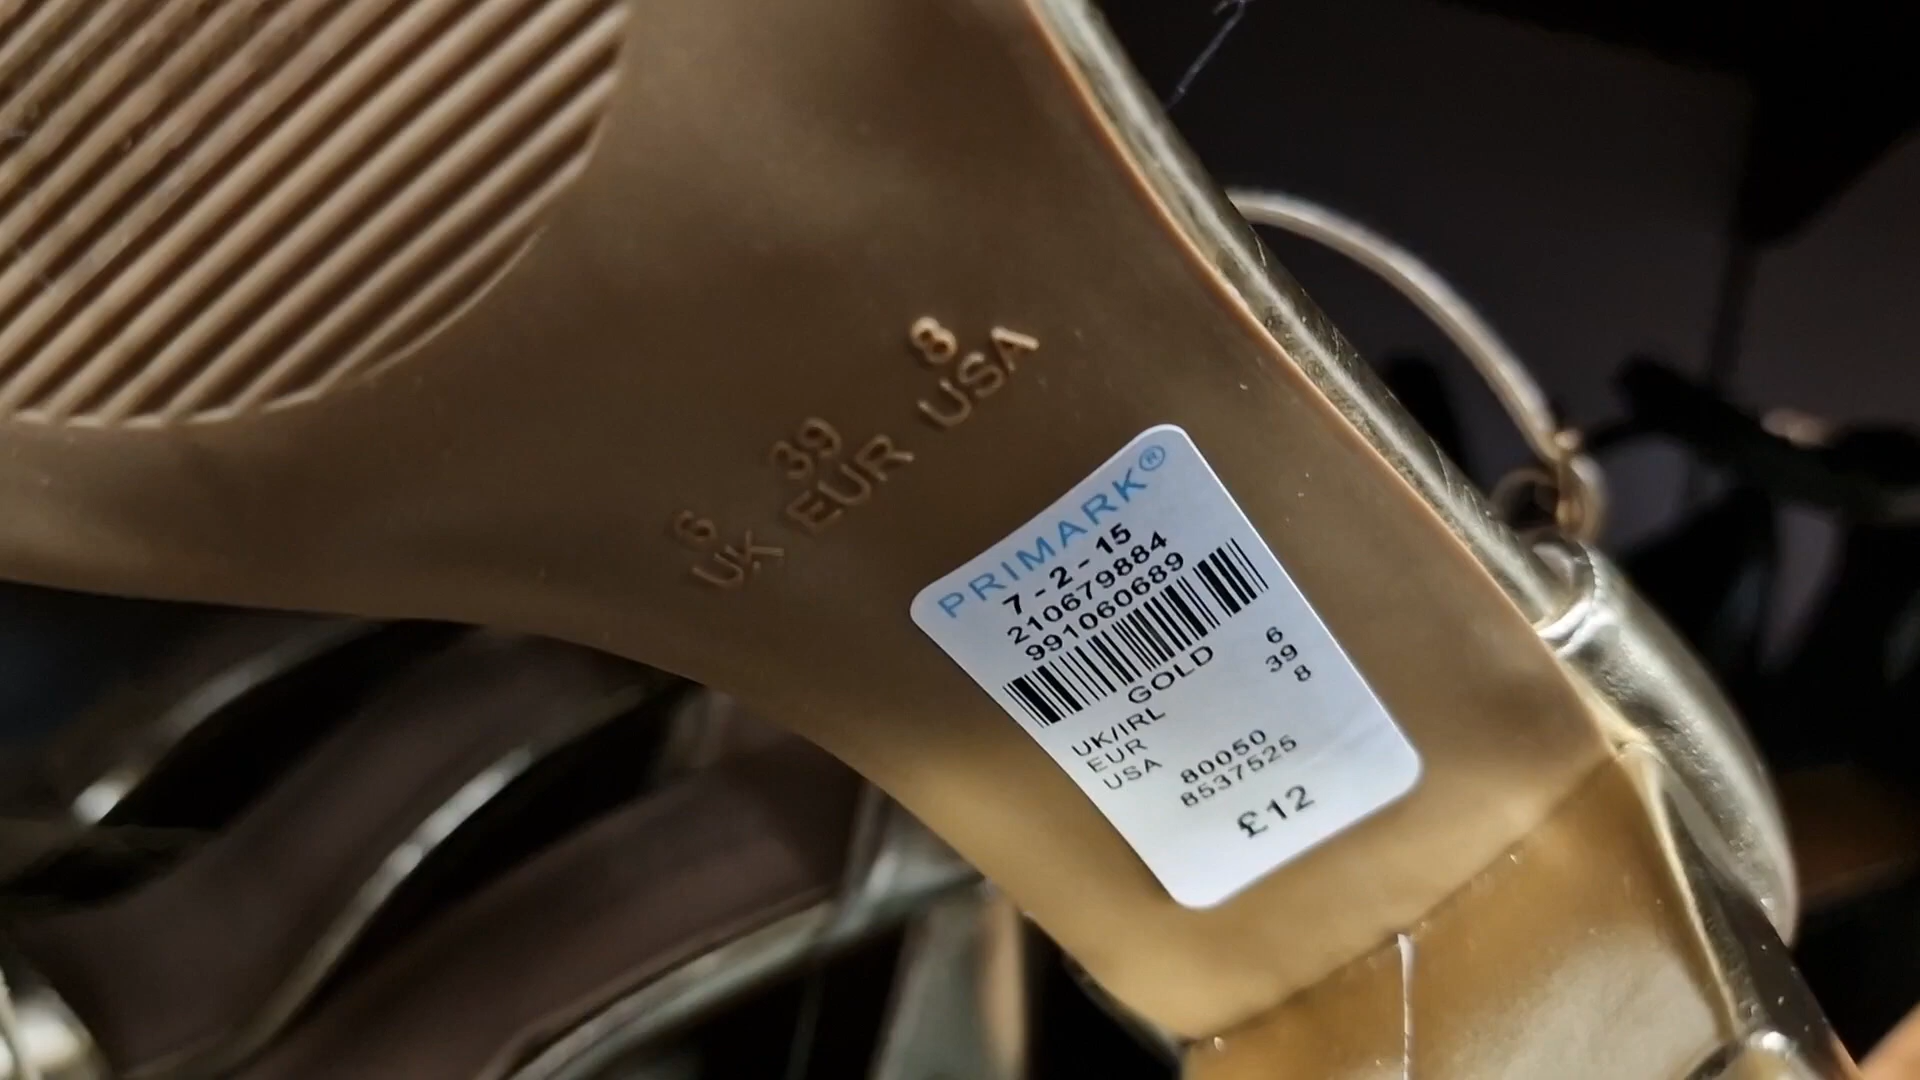 6 39 8
UK EUR USA
PRIMARK®
7 - 2 - 15
210679884
991060689
GOLD
UK/IRL 6
EUR 39
USA 8
80050
8537525
£12